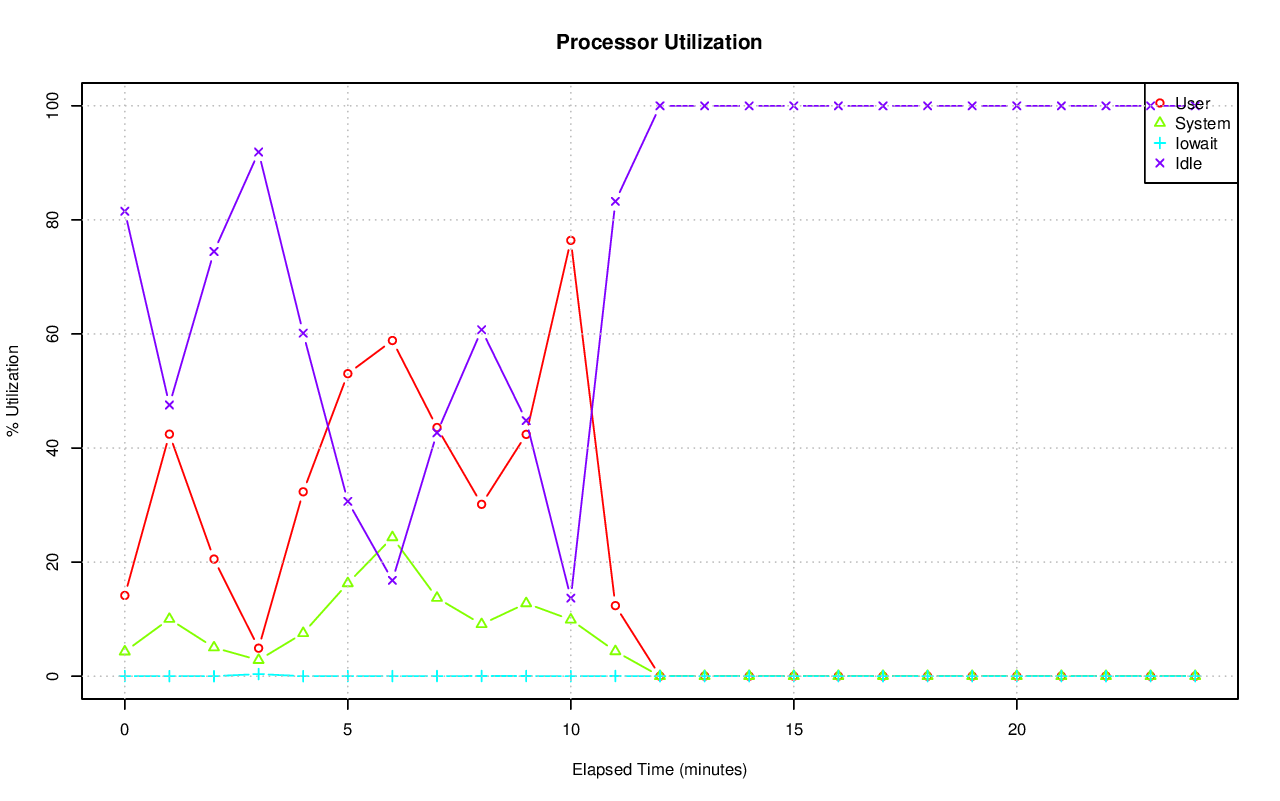 Processor Utilization
100
80
60
40
20
0
% Utilization
User
System
Iowait
Idle
0 5 10 15 20
Elapsed Time (minutes)